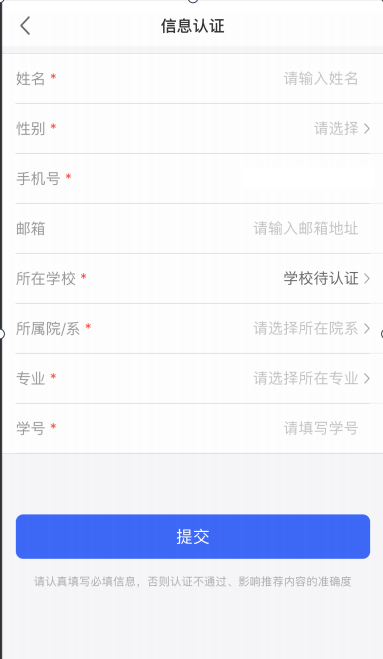 信息认证
姓名 * 请输入姓名
性别 * 请选择
手机号 *
邮箱 请输入邮箱地址
所在学校 * 学校待认证
所属院/系 * 请选择所在院系
专业 * 请选择所在专业
学号 * 请填写学号
提交
请认真填写必填信息，否则认证不通过、影响推荐内容的准确度